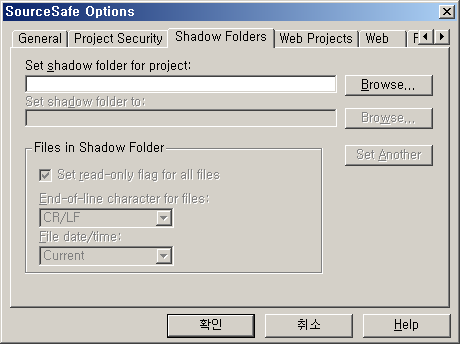 SourceSafe Options
General
Project Security
Shadow Folders
Web Projects
Web
Set shadow folder for project:
Browse...
Set shadow folder to:
Browse...
Files in Shadow Folder
Set Another
Set read-only flag for all files
End-of-line character for files:
CR/LF
File date/time:
Current
확인
취소
Help